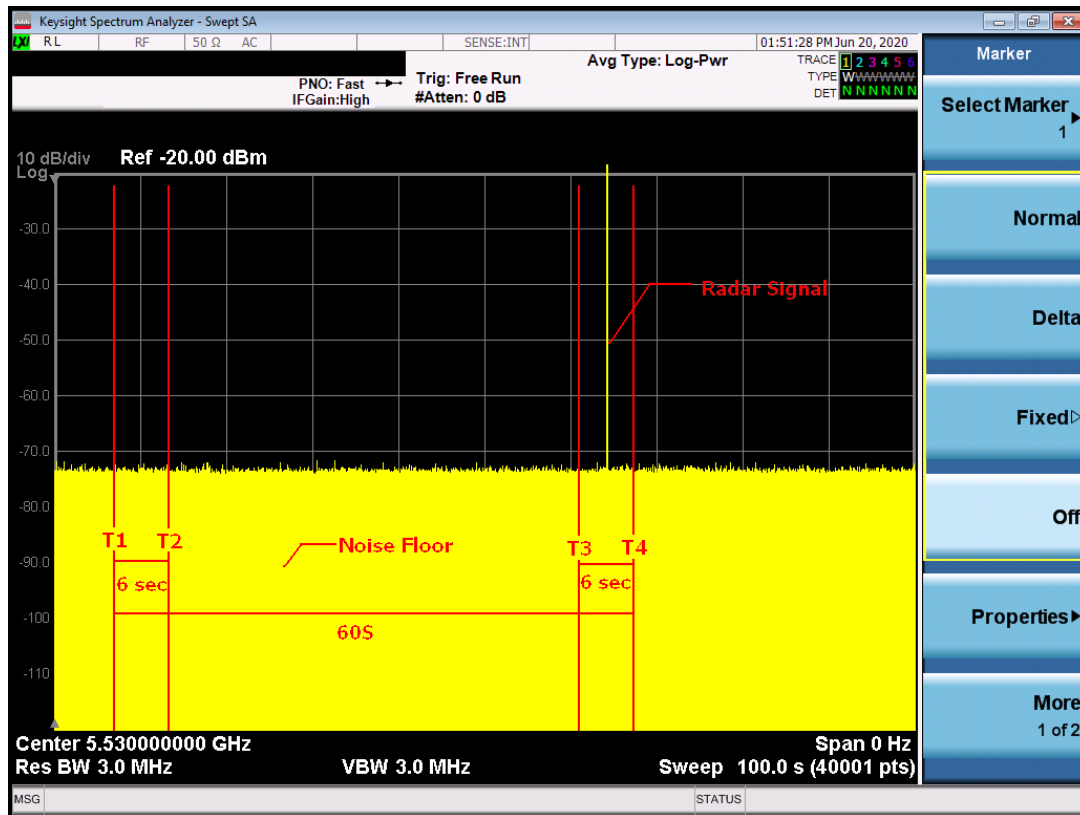 Keysight Spectrum Analyzer - Swept SA
LXI RL RF 50 Ω AC SENSE:INT 01:51:28 PM Jun 20, 2020
Avg Type: Log-Pwr
TRACE 1 2 3 4 5 6
PNO: Fast
Trig: Free Run
TYPE WWWWWWW
IFGain:High
#Atten: 0 dB
DET N N N N N N
10 dB/div Ref -20.00 dBm
Log
-30.0
-40.0
Radar Signal
-50.0
-60.0
-70.0
-80.0
T1 T2 Noise Floor T3 T4
-90.0
6 sec 6 sec
-100
60S
-110
Center 5.530000000 GHz Span 0 Hz
Res BW 3.0 MHz VBW 3.0 MHz Sweep 100.0 s (40001 pts)
MSG STATUS
Marker
Select Marker
1
Normal
Delta
Fixed
Off
Properties
More
1 of 2